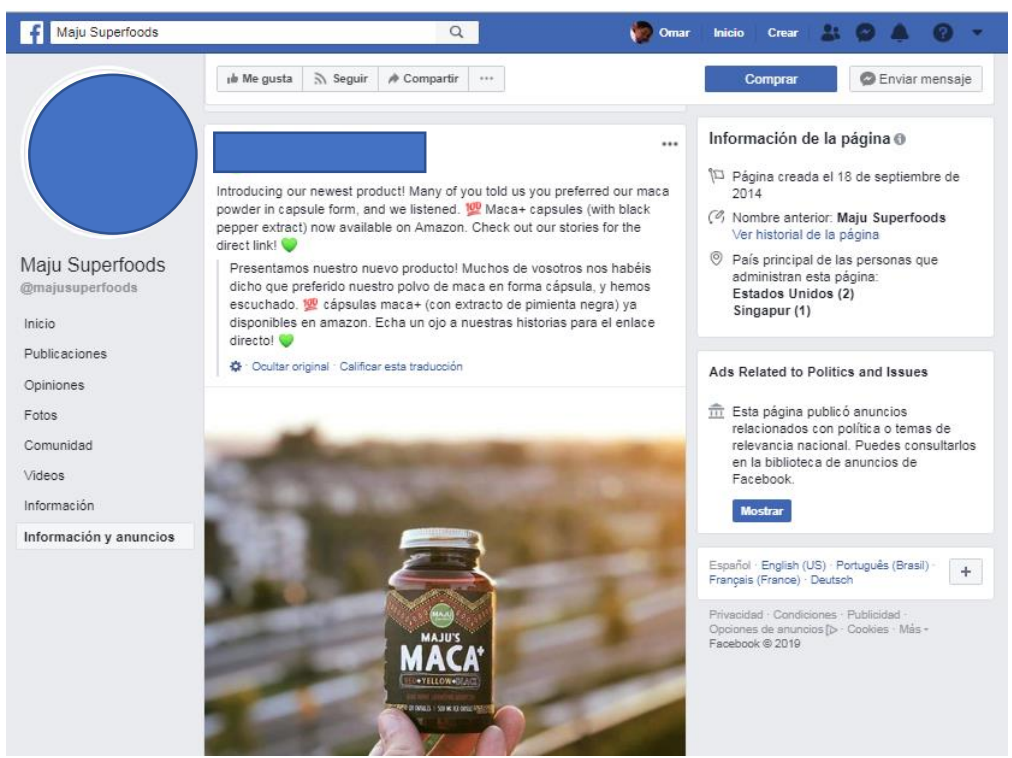 Maju Superfoods
Omar
Inicio
Crear
Me gusta
Seguir
Compartir
Comprar
Enviar mensaje
Maju Superfoods
@majusuperfoods
Inicio
Publicaciones
Opiniones
Fotos
Comunidad
Videos
Información
Información y anuncios
Introducing our newest product! Many of you told us you preferred our maca
powder in capsule form, and we listened. 💯 Maca+ capsules (with black
pepper extract) now available on Amazon. Check out our stories for the
direct link! 💚
Presentamos nuestro nuevo producto! Muchos de vosotros nos habéis
dicho que preferido nuestro polvo de maca en forma cápsula, y hemos
escuchado. 💯 cápsulas maca+ (con extracto de pimienta negra) ya
disponibles en amazon. Echa un ojo a nuestras historias para el enlace
directo! 💚
· Ocultar original · Calificar esta traducción
MAJU
MAJU'S
MACA+
RED+YELLOW+BLACK
Información de la página
Página creada el 18 de septiembre de
2014
Nombre anterior: Maju Superfoods
Ver historial de la página
País principal de las personas que
administran esta página:
Estados Unidos (2)
Singapur (1)
Ads Related to Politics and Issues
Esta página publicó anuncios
relacionados con política o temas de
relevancia nacional. Puedes consultarlos
en la biblioteca de anuncios de
Facebook.
Mostrar
Español · English (US) · Português (Brasil) ·
Français (France) · Deutsch
Privacidad · Condiciones · Publicidad ·
Opciones de anuncios · Cookies · Más
Facebook © 2019